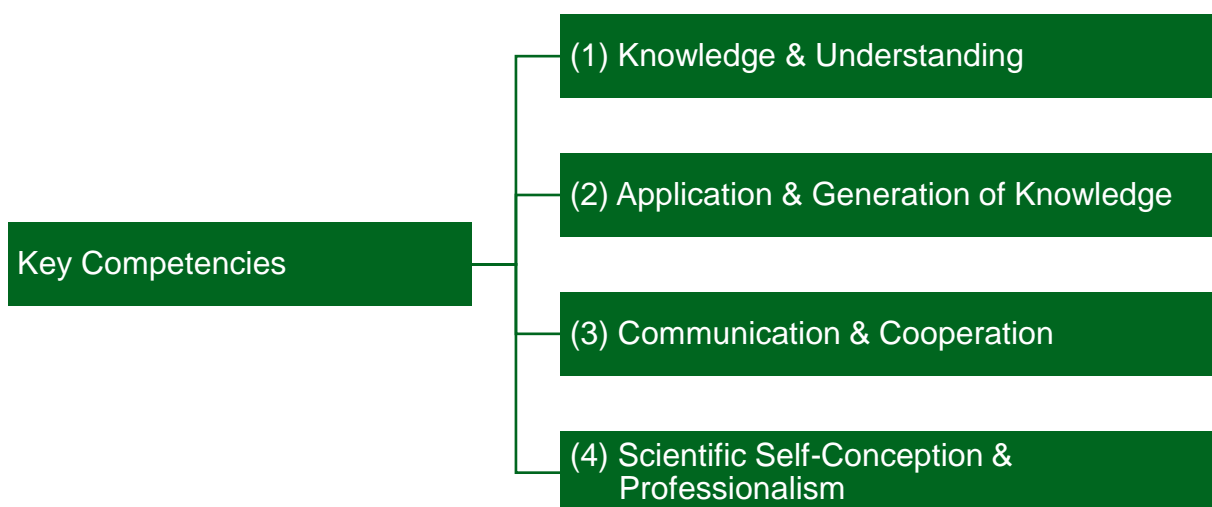 Key Competencies
(1) Knowledge & Understanding
(2) Application & Generation of Knowledge
(3) Communication & Cooperation
(4) Scientific Self-Conception &
Professionalism